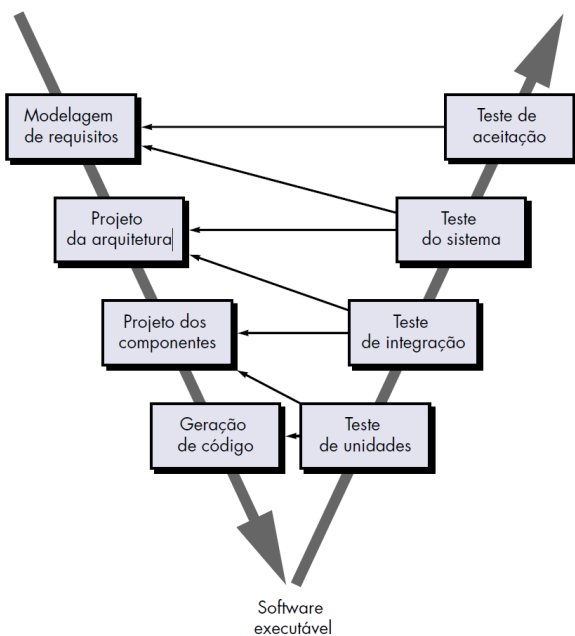 Modelagem
de requisitos
Teste de
aceitação
Projeto
da arquitetura
Teste
do sistema
Projeto dos
componentes
Teste
de integração
Geração
de código
Teste
de unidades
Software
executável